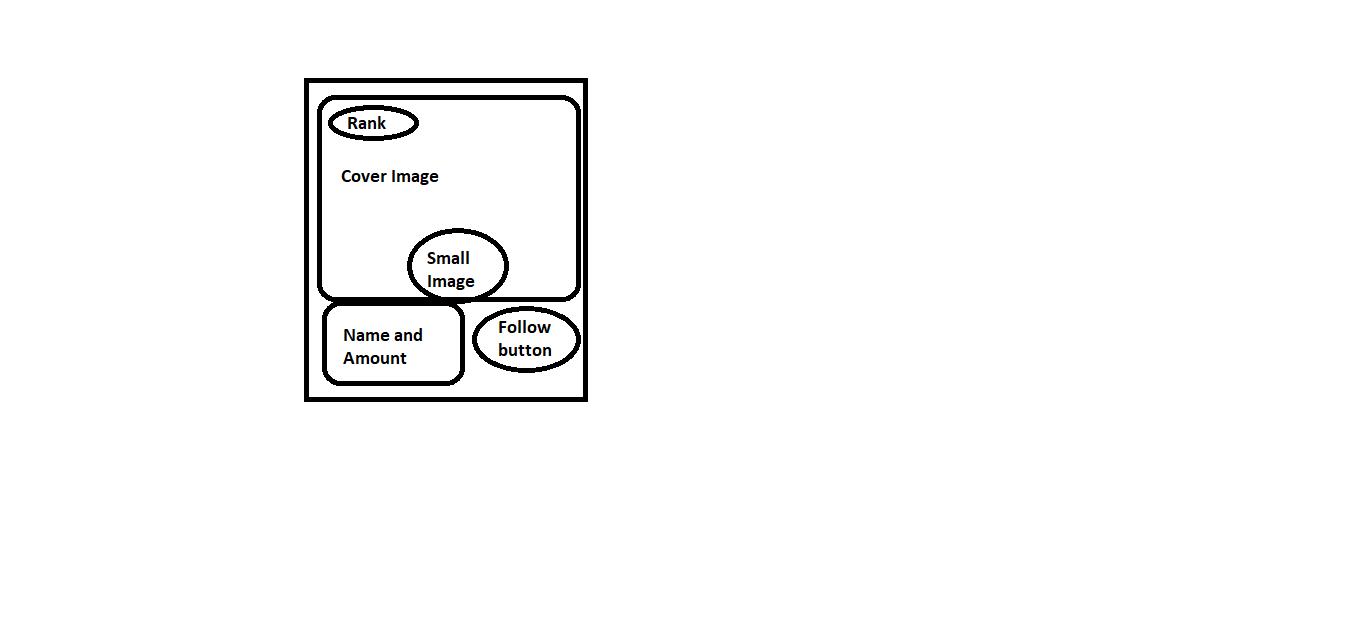 Rank
Cover Image
Small
Image
Name and
Amount
Follow
button